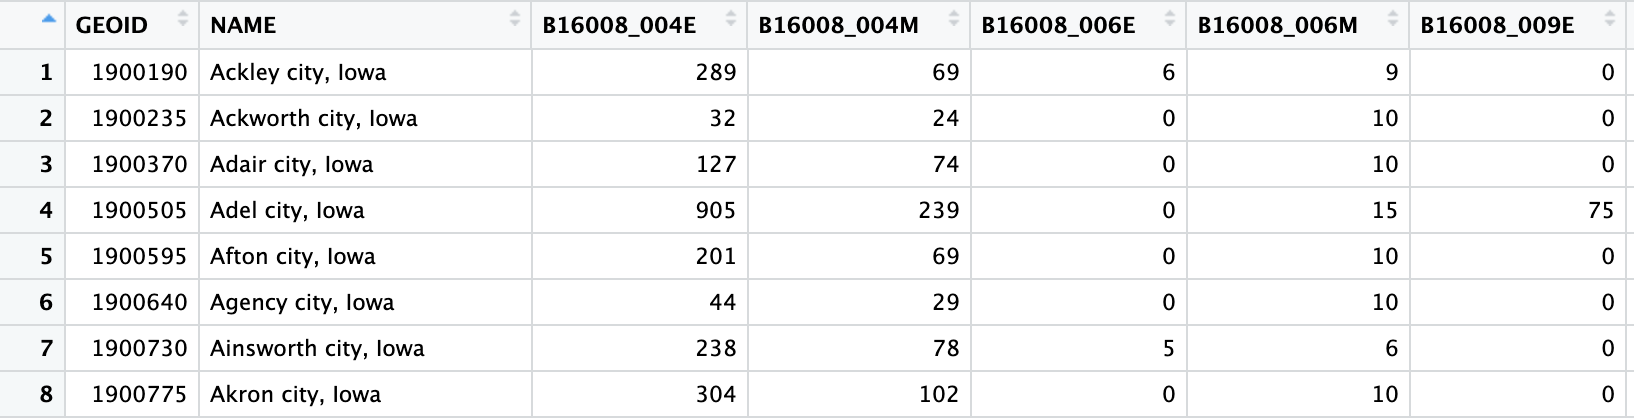 GEOID NAME B16008_004E B16008_004M B16008_006E B16008_006M B16008_009E
1 1900190 Ackley city, Iowa 289 69 6 9 0
2 1900235 Ackworth city, Iowa 32 24 0 10 0
3 1900370 Adair city, Iowa 127 74 0 10 0
4 1900505 Adel city, Iowa 905 239 0 15 75
5 1900595 Afton city, Iowa 201 69 0 10 0
6 1900640 Agency city, Iowa 44 29 0 10 0
7 1900730 Ainsworth city, Iowa 238 78 5 6 0
8 1900775 Akron city, Iowa 304 102 0 10 0